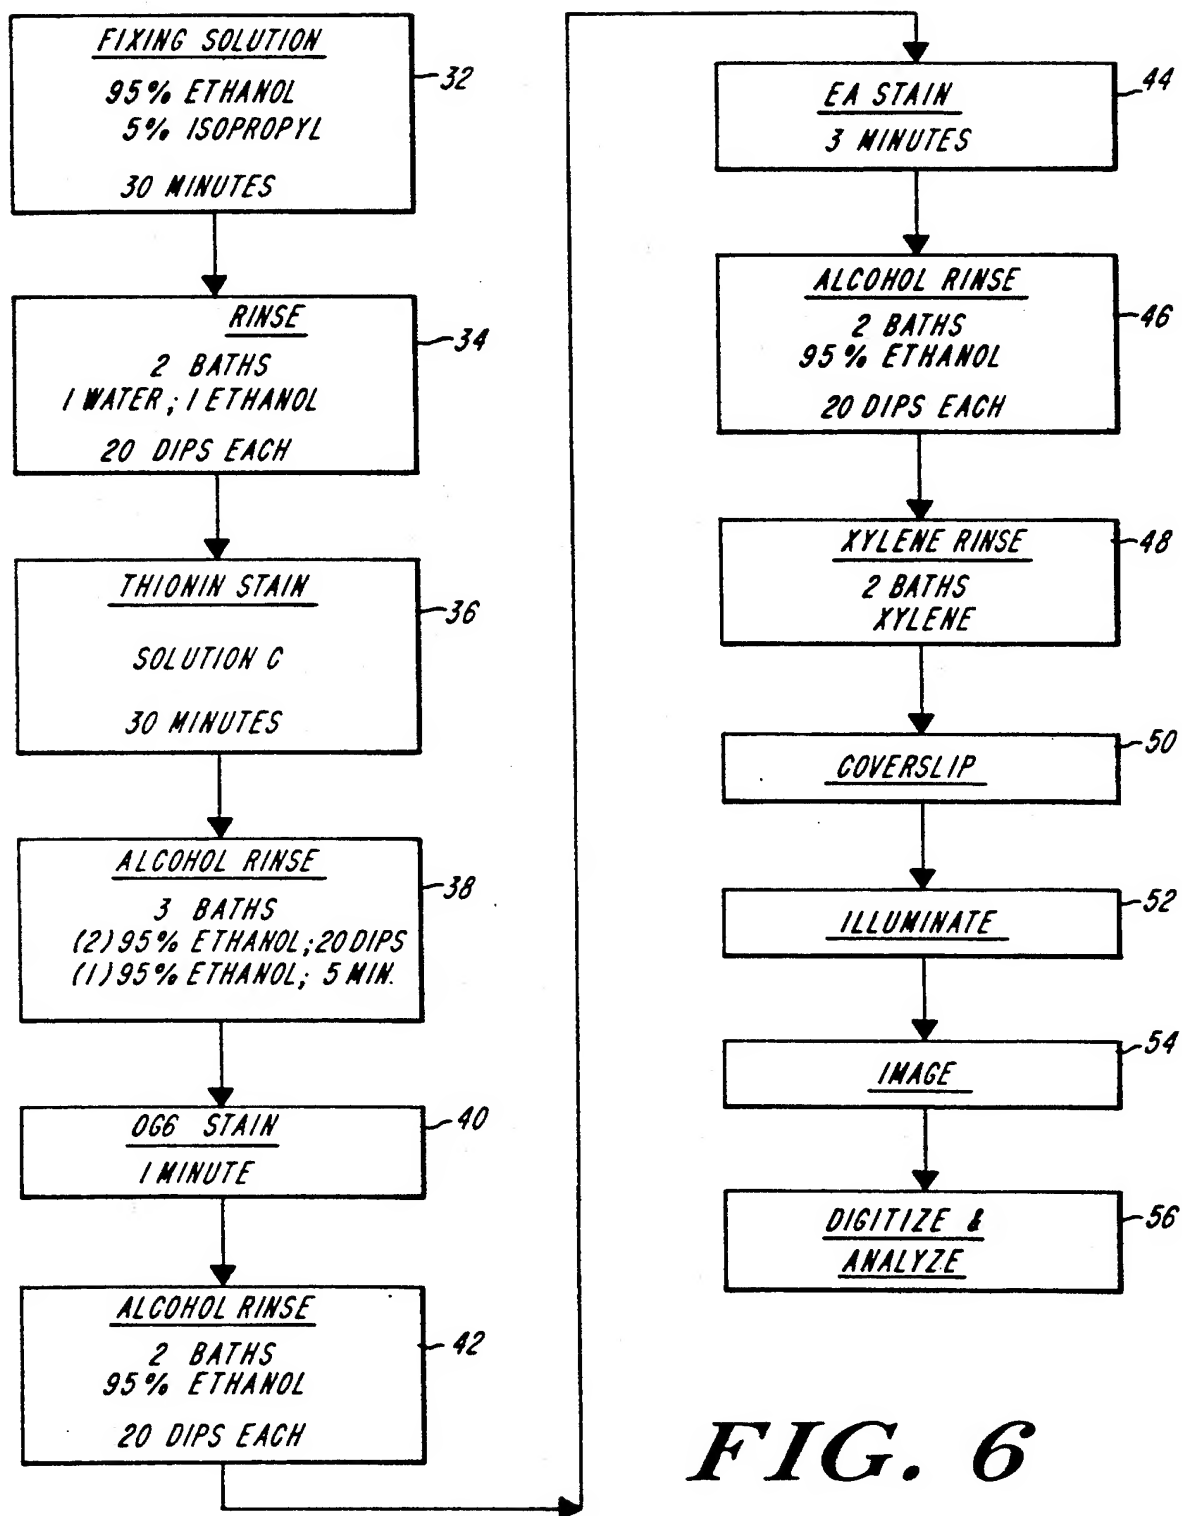 FIXING SOLUTION
95% ETHANOL
5% ISOPROPYL
30 MINUTES
32
RINSE
2 BATHS
1 WATER; 1 ETHANOL
20 DIPS EACH
34
THIONIN STAIN
SOLUTION C
30 MINUTES
36
ALCOHOL RINSE
3 BATHS
(2) 95% ETHANOL; 20 DIPS
(1) 95% ETHANOL; 5 MIN.
38
OG6 STAIN
1 MINUTE
40
ALCOHOL RINSE
2 BATHS
95% ETHANOL
20 DIPS EACH
42
EA STAIN
3 MINUTES
44
ALCOHOL RINSE
2 BATHS
95% ETHANOL
20 DIPS EACH
46
XYLENE RINSE
2 BATHS
XYLENE
48
COVERSLIP
50
ILLUMINATE
52
IMAGE
54
DIGITIZE &
ANALYZE
56
FIG. 6